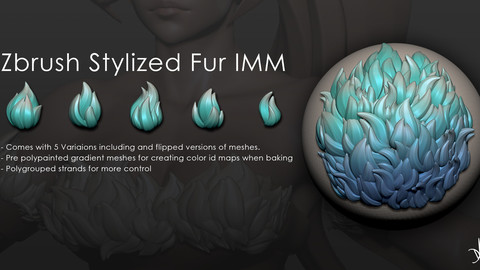 Zbrush Stylized Fur IMM
- Comes with 5 Variaions including and flipped versions of meshes.
- Pre polypainted gradient meshes for creating color id maps when baking
- Polygrouped strands for more control